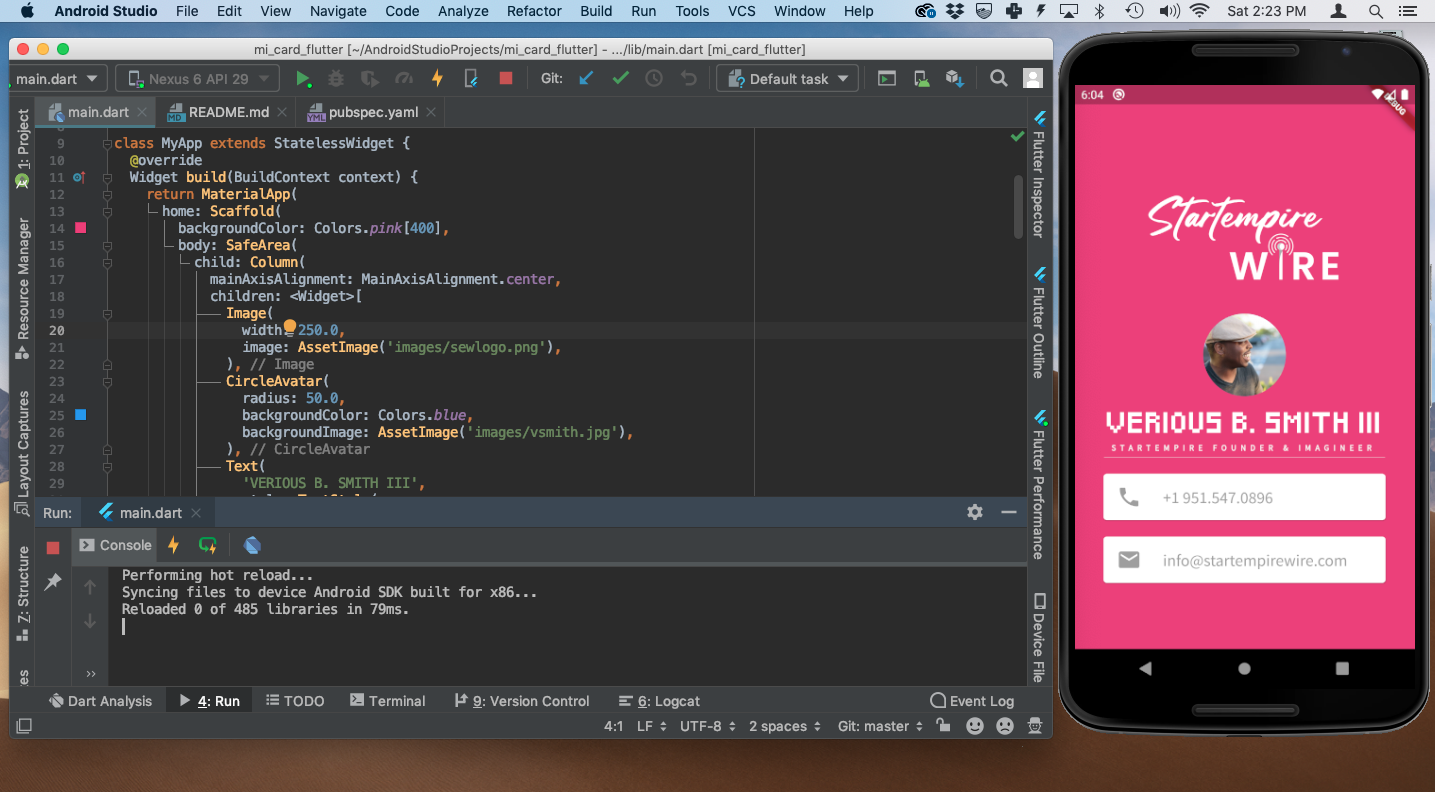 Android Studio File Edit View Navigate Code Analyze Refactor Build Run Tools VCS Window Help Sat 2:23 PM
mi_card_flutter [~/AndroidStudioProjects/mi_card_flutter] - .../lib/main.dart [mi_card_flutter]
main.dart Nexus 6 API 29 Git: Default task
main.dart README.md pubspec.yaml
1: Project
Resource Manager
Layout Captures
Z: Structure
es
8
9 class MyApp extends StatelessWidget {
10 @override
11 Widget build(BuildContext context) {
12 return MaterialApp(
13 home: Scaffold(
14 backgroundColor: Colors.pink[400],
15 body: SafeArea(
16 child: Column(
17 mainAxisAlignment: MainAxisAlignment.center,
18 children: <Widget>[
19 Image(
20 width: 250.0,
21 image: AssetImage('images/sewlogo.png'),
22 ), // Image
23 CircleAvatar(
24 radius: 50.0,
25 backgroundColor: Colors.blue,
26 backgroundImage: AssetImage('images/vsmith.jpg'),
27 ), // CircleAvatar
28 Text(
29 'VERIOUS B. SMITH III',
Flutter Inspector
Flutter Outline
Flutter Performance
Device File
Run: main.dart
Console
Performing hot reload...
Syncing files to device Android SDK built for x86...
Reloaded 0 of 485 libraries in 79ms.
Dart Analysis 4: Run TODO Terminal 9: Version Control 6: Logcat Event Log
4:1 LF UTF-8 2 spaces Git: master
6:04
DEBUG
Startempire
WIRE
VERIOUS B. SMITH III
STARTEMPIRE FOUNDER & IMAGINEER
+1 951.547.0896
info@startempirewire.com